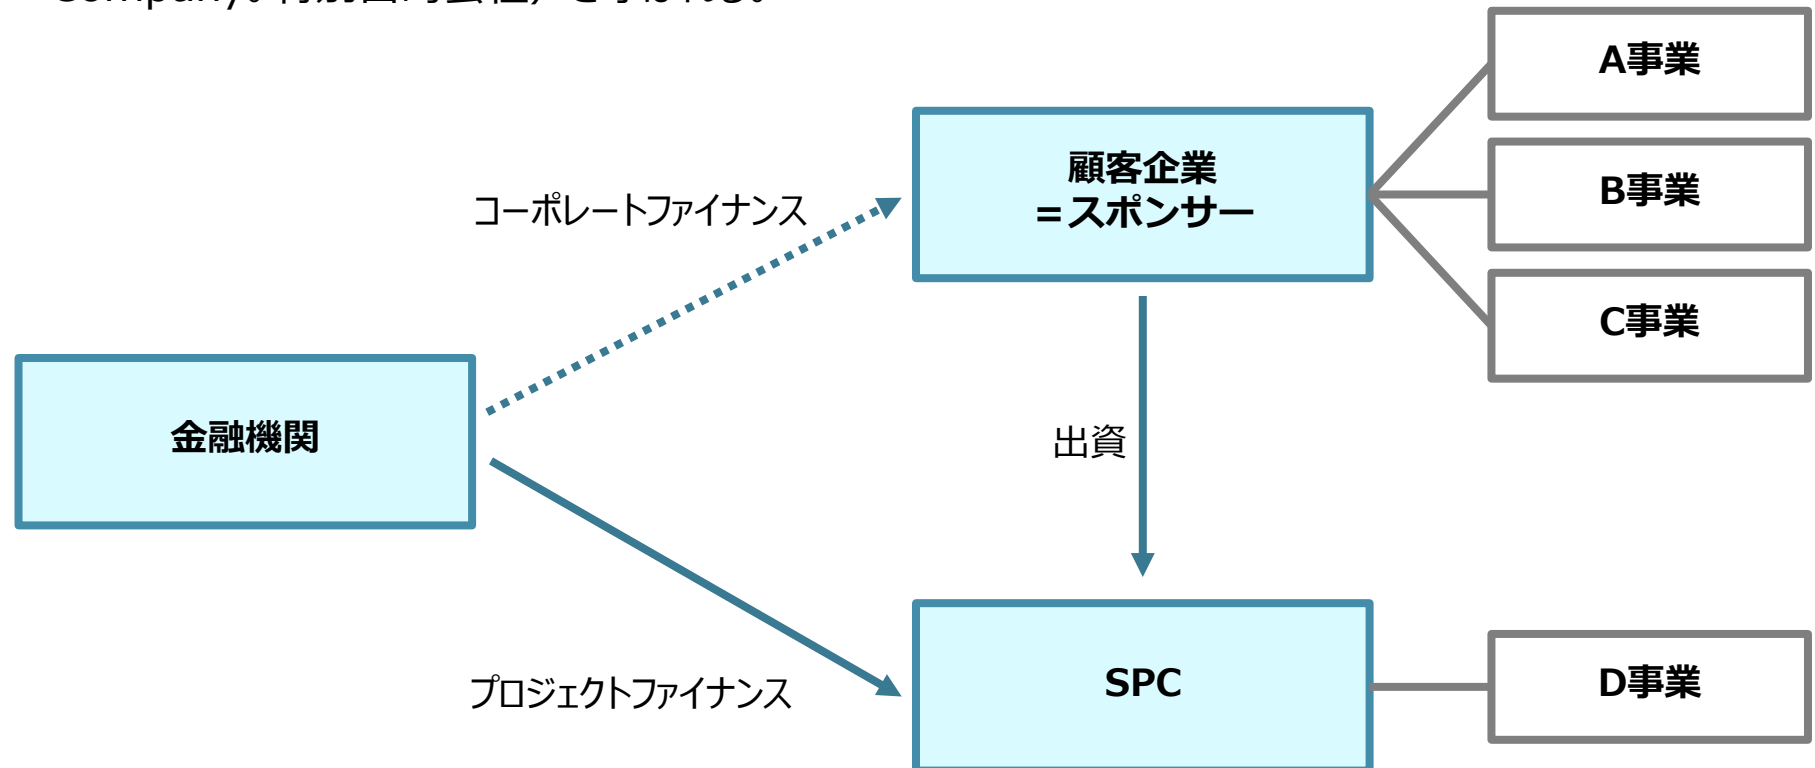 A事業
顧客企業
＝スポンサー
B事業
コーポレートファイナンス
C事業
金融機関
出資
SPC
D事業
プロジェクトファイナンス